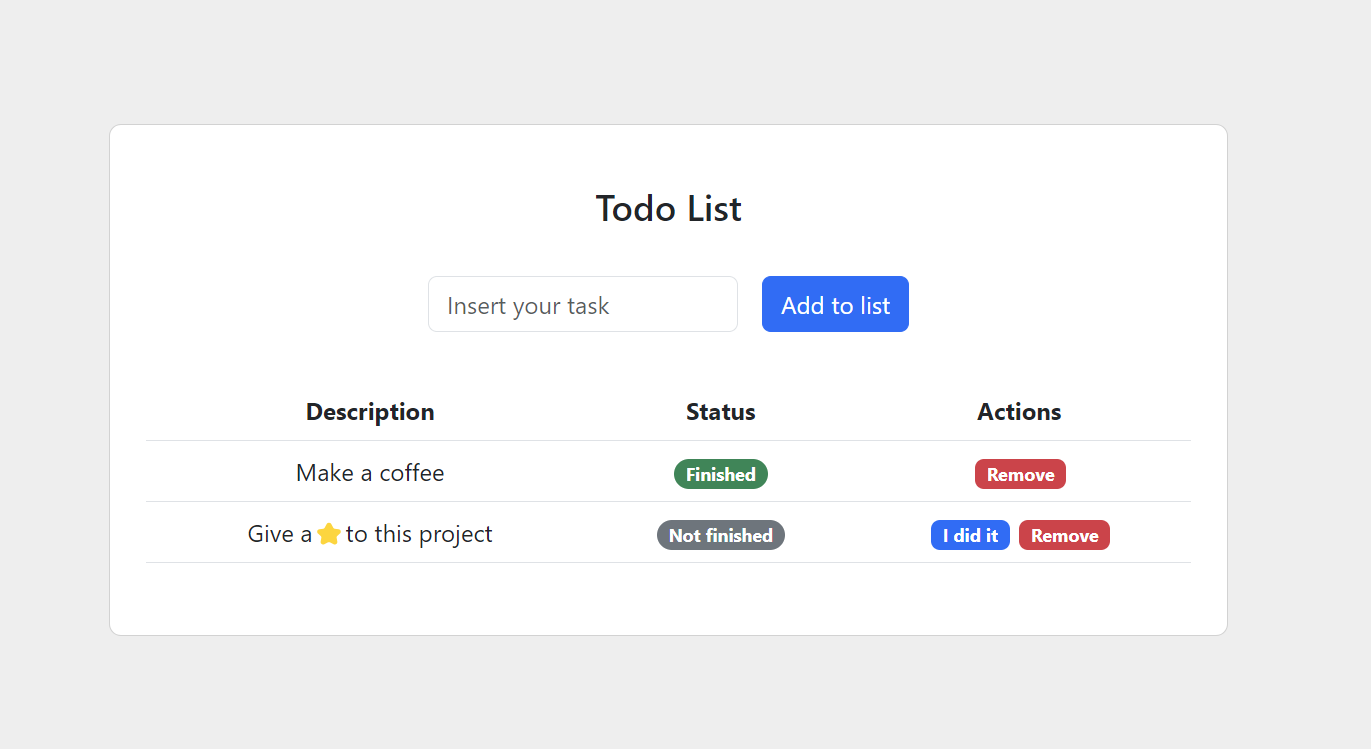 Todo List
Insert your task Add to list
Description Status Actions
Make a coffee Finished Remove
Give a ⭐ to this project Not finished I did it Remove